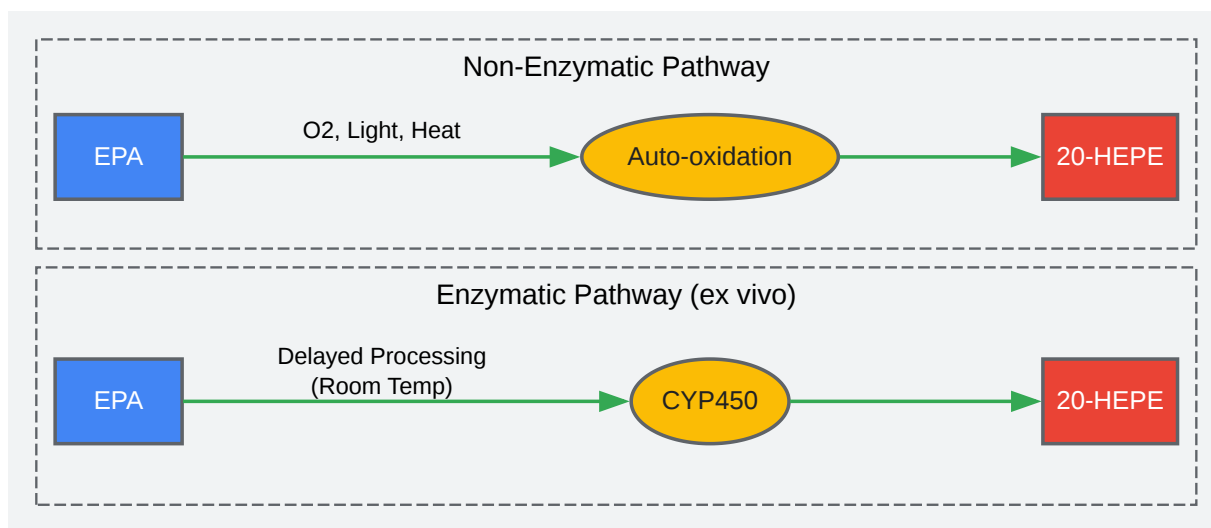 Non-Enzymatic Pathway
EPA
O2, Light, Heat
Auto-oxidation
20-HEPE
Enzymatic Pathway (ex vivo)
EPA
Delayed Processing
(Room Temp)
CYP450
20-HEPE